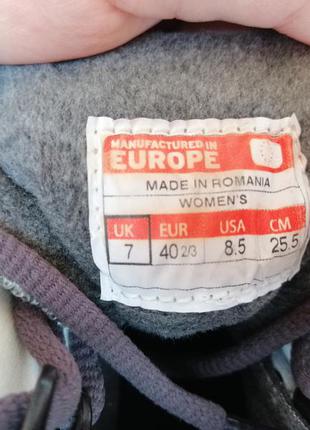 MANUFACTURED IN
EUROPE
MADE IN ROMANIA
WOMEN'S
UK EUR USA CM
7 40 2/3 8.5 25.5